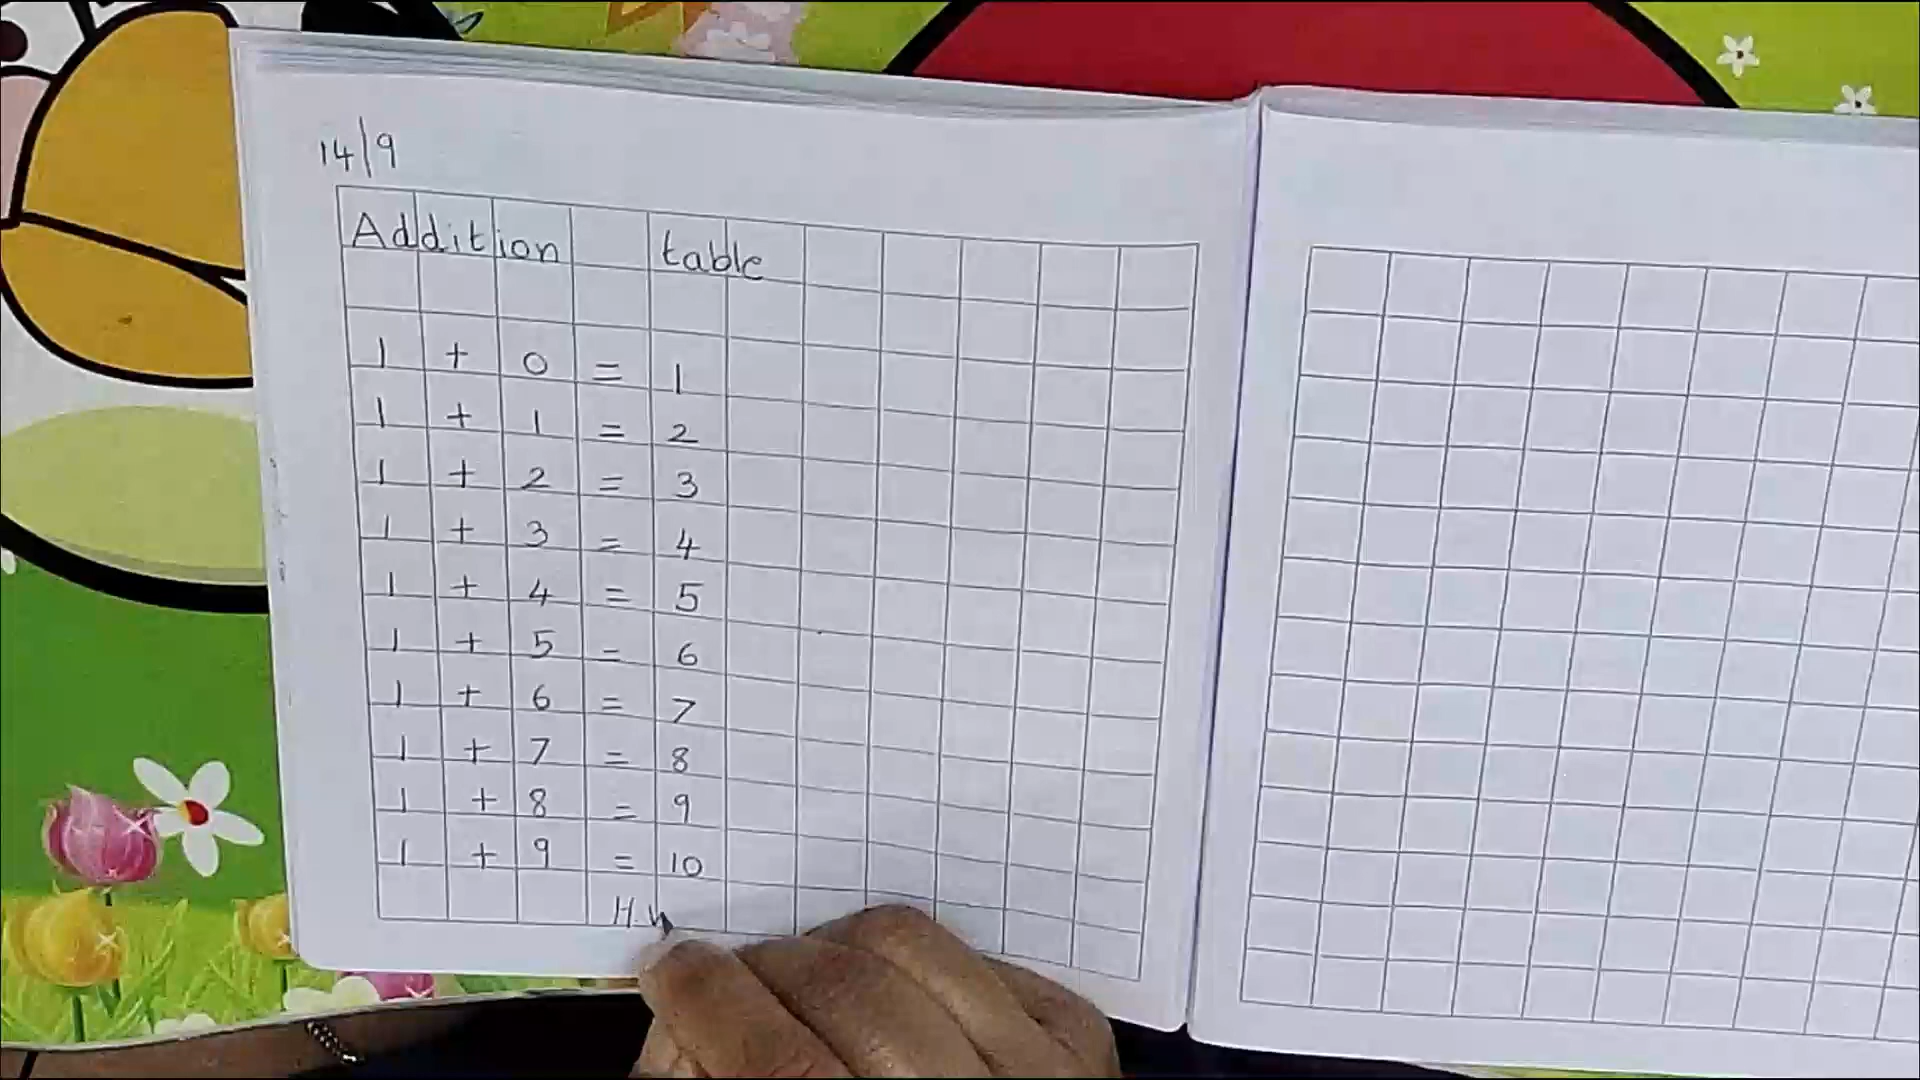 14/9
Addition table
1 + 0 = 1
1 + 1 = 2
1 + 2 = 3
1 + 3 = 4
1 + 4 = 5
1 + 5 = 6
1 + 6 = 7
1 + 7 = 8
1 + 8 = 9
1 + 9 = 10
H.W